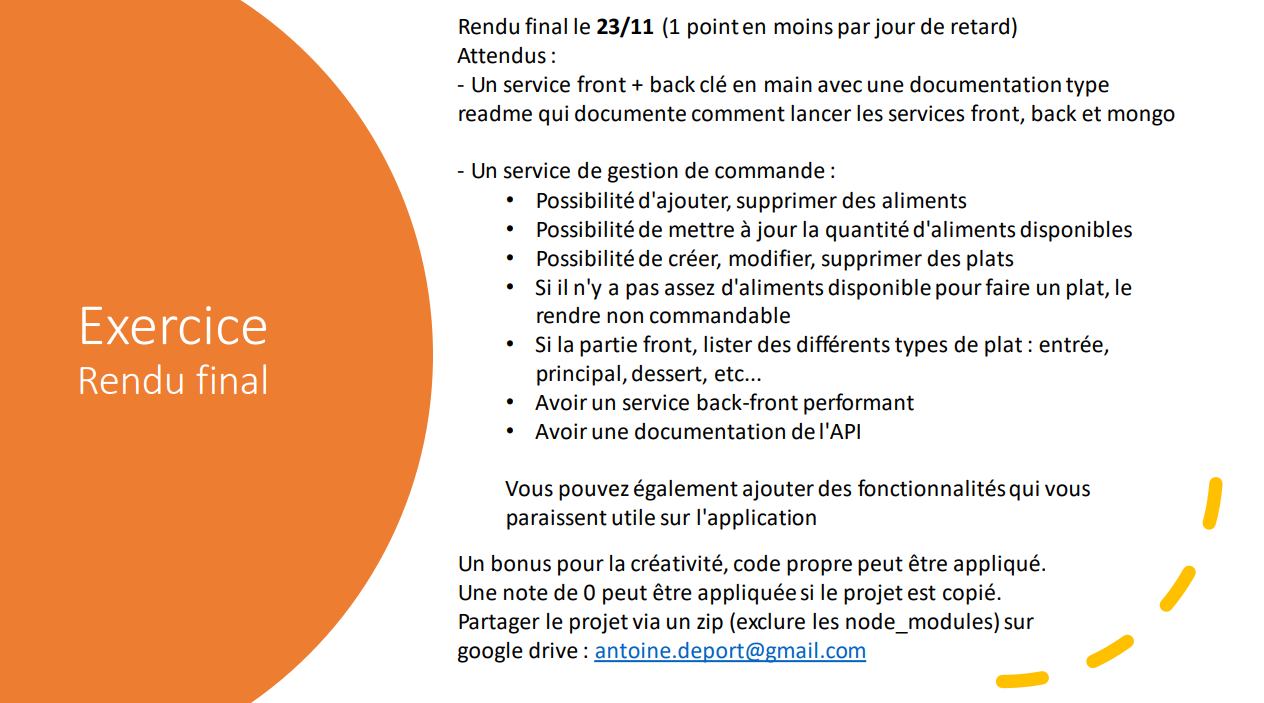 Exercice
Rendu final
Rendu final le 23/11 (1 point en moins par jour de retard)
Attendus :
- Un service front + back clé en main avec une documentation type
readme qui documente comment lancer les services front, back et mongo
- Un service de gestion de commande :
• Possibilité d'ajouter, supprimer des aliments
• Possibilité de mettre à jour la quantité d'aliments disponibles
• Possibilité de créer, modifier, supprimer des plats
• Si il n'y a pas assez d'aliments disponible pour faire un plat, le
rendre non commandable
• Si la partie front, lister des différents types de plat : entrée,
principal, dessert, etc...
• Avoir un service back-front performant
• Avoir une documentation de l'API
Vous pouvez également ajouter des fonctionnalités qui vous
paraissent utile sur l'application
Un bonus pour la créativité, code propre peut être appliqué.
Une note de 0 peut être appliquée si le projet est copié.
Partager le projet via un zip (exclure les node_modules) sur
google drive : antoine.deport@gmail.com